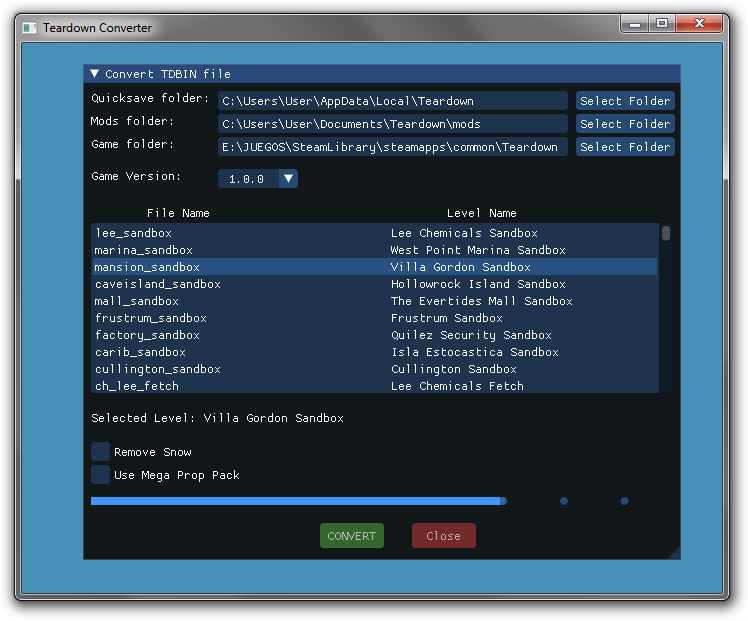 Teardown Converter
Convert TDBIN file
Quicksave folder: C:\Users\User\AppData\Local\Teardown Select Folder
Mods folder: C:\Users\User\Documents\Teardown\mods Select Folder
Game folder: E:\JUEGOS\SteamLibrary\steamapps\common\Teardown Select Folder
Game Version: 1.0.0
File Name Level Name
lee_sandbox Lee Chemicals Sandbox
marina_sandbox West Point Marina Sandbox
mansion_sandbox Villa Gordon Sandbox
caveisland_sandbox Hollowrock Island Sandbox
mall_sandbox The Evertides Mall Sandbox
frustrum_sandbox Frustrum Sandbox
factory_sandbox Quilez Security Sandbox
carib_sandbox Isla Estocastica Sandbox
cullington_sandbox Cullington Sandbox
ch_lee_fetch Lee Chemicals Fetch
Selected Level: Villa Gordon Sandbox
Remove Snow
Use Mega Prop Pack
CONVERT Close